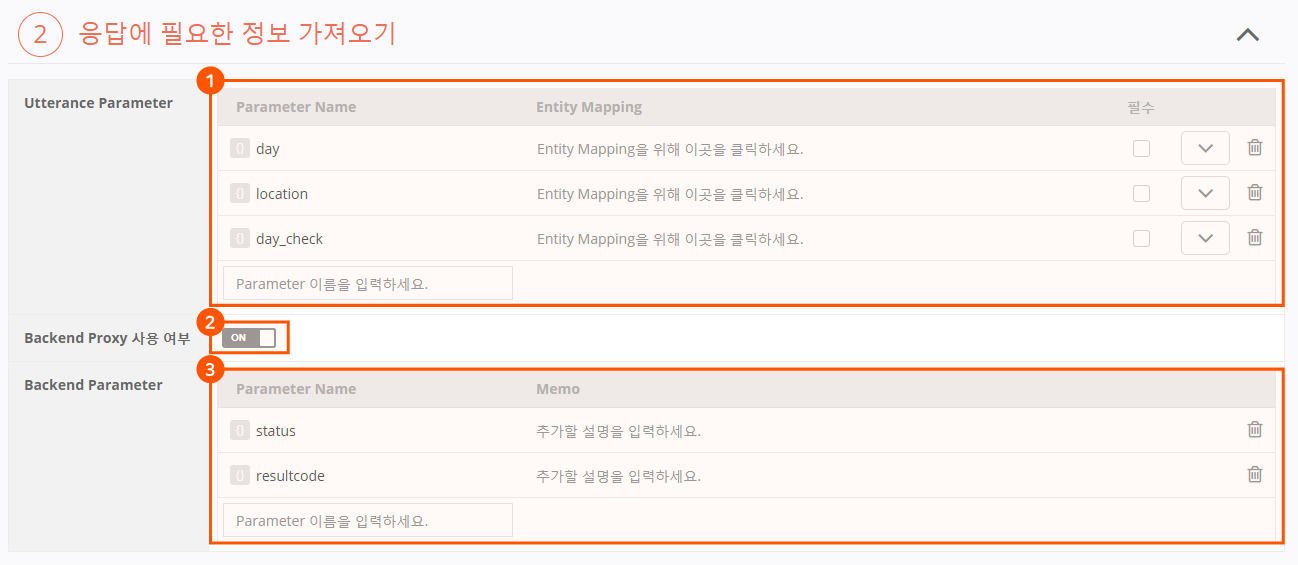 2 응답에 필요한 정보 가져오기
1
Utterance Parameter
Parameter Name Entity Mapping 필수
{} day Entity Mapping을 위해 이곳을 클릭하세요.
{} location Entity Mapping을 위해 이곳을 클릭하세요.
{} day_check Entity Mapping을 위해 이곳을 클릭하세요.
Parameter 이름을 입력하세요.
2
Backend Proxy 사용 여부 ON
3
Backend Parameter
Parameter Name Memo
{} status 추가할 설명을 입력하세요.
{} resultcode 추가할 설명을 입력하세요.
Parameter 이름을 입력하세요.